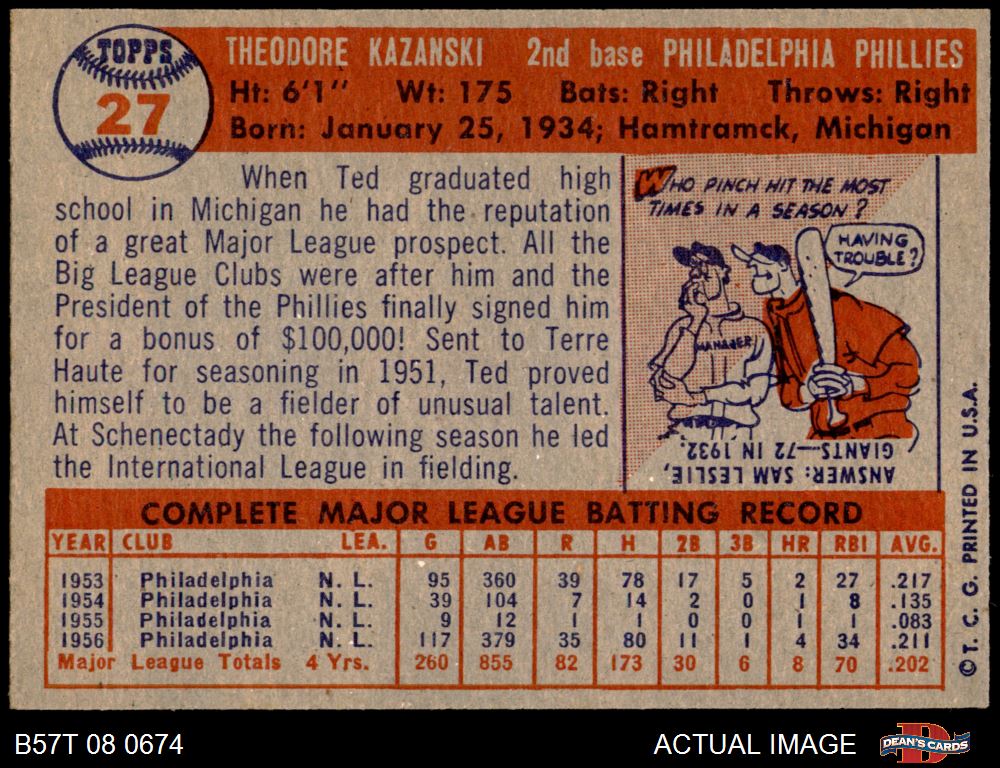 TOPPS
27
THEODORE KAZANSKI 2nd base PHILADELPHIA PHILLIES
Ht: 6'1" Wt: 175 Bats: Right Throws: Right
Born: January 25, 1934; Hamtramck, Michigan
When Ted graduated high
school in Michigan he had the reputation
of a great Major League prospect. All the
Big League Clubs were after him and the
President of the Phillies finally signed him
for a bonus of $100,000! Sent to Terre
Haute for seasoning in 1951, Ted proved
himself to be a fielder of unusual talent.
At Schenectady the following season he led
the International League in fielding.
WHO PINCH HIT THE MOST
TIMES IN A SEASON?
HAVING
TROUBLE?
MANAGER
ANSWER: SAM LESLIE,
GIANTS—72 IN 1932.
COMPLETE MAJOR LEAGUE BATTING RECORD
YEAR CLUB LEA. G AB R H 2B 3B HR RBI AVG.
1953 Philadelphia N. L. 95 360 39 78 17 5 2 27 .217
1954 Philadelphia N. L. 39 104 7 14 2 0 1 8 .135
1955 Philadelphia N. L. 9 12 1 1 0 0 1 1 .083
1956 Philadelphia N. L. 117 379 35 80 11 1 4 34 .211
Major League Totals 4 Yrs. 260 855 82 173 30 6 8 70 .202
©T. C. G. PRINTED IN U.S.A.
B57T 08 0674
ACTUAL IMAGE
D
DEAN'S CARDS